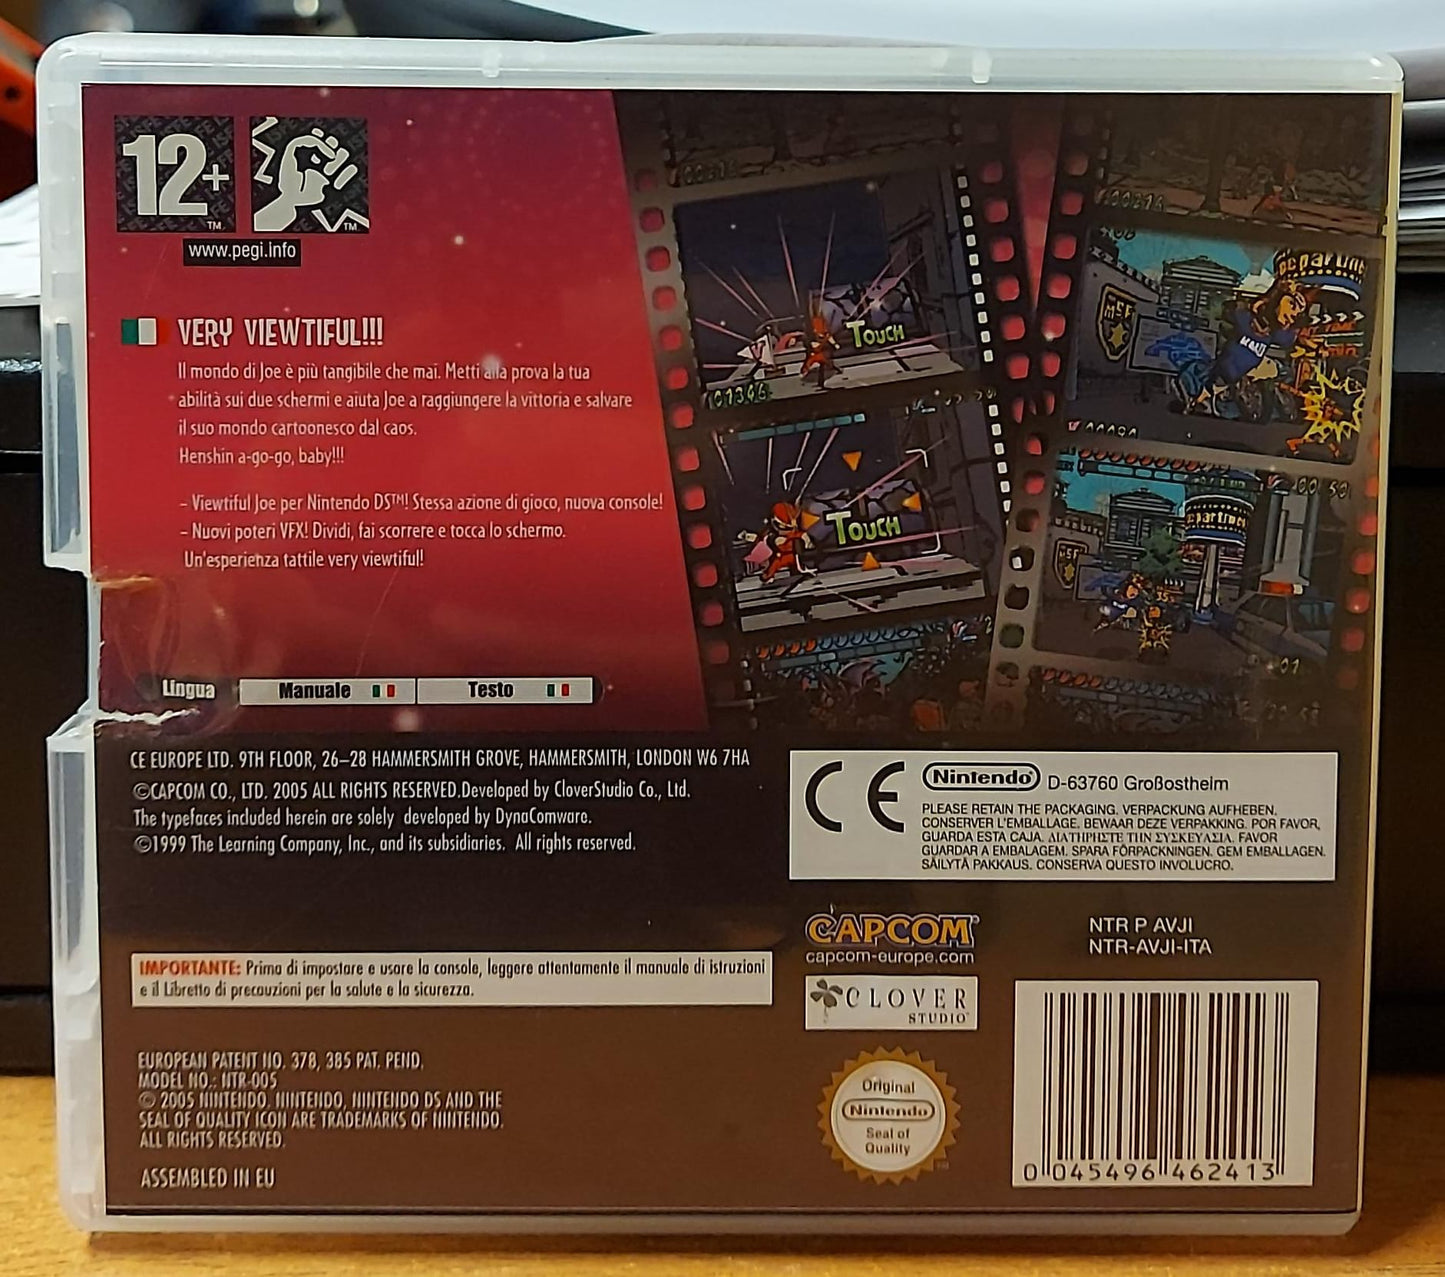 12+
TM
TM
www.pegi.info
VERY VIEWTIFUL!!!
Il mondo di Joe è più tangibile che mai. Metti alla prova la tua
abilità sui due schermi e aiuta Joe a raggiungere la vittoria e salvare
il suo mondo cartoonesco dal caos.
Henshin a-go-go, baby!!!
– Viewtiful Joe per Nintendo DS™! Stessa azione di gioco, nuova console!
– Nuovi poteri VFX! Dividi, fai scorrere e tocca lo schermo.
Un'esperienza tattile very viewtiful!
TOUCH
TOUCH
MSF
MSF
Lingua Manuale Testo
CE EUROPE LTD. 9TH FLOOR, 26–28 HAMMERSMITH GROVE, HAMMERSMITH, LONDON W6 7HA
©CAPCOM CO., LTD. 2005 ALL RIGHTS RESERVED.Developed by CloverStudio Co., Ltd.
The typefaces included herein are solely developed by DynaComware.
©1999 The Learning Company, Inc., and its subsidiaries. All rights reserved.
CE Nintendo® D-63760 Großostheim
PLEASE RETAIN THE PACKAGING. VERPACKUNG AUFHEBEN.
CONSERVER L'EMBALLAGE. BEWAAR DEZE VERPAKKING. POR FAVOR,
GUARDA ESTA CAJA. ΔΙΑΤΗΡΗΣΤΕ ΤΗΝ ΣΥΣΚΕΥΑΣΙΑ. FAVOR
GUARDAR A EMBALAGEM. SPARA FÖRPACKNINGEN. GEM EMBALLAGEN.
SÄILYTÄ PAKKAUS. CONSERVA QUESTO INVOLUCRO.
CAPCOM®
capcom-europe.com
NTR P AVJI
NTR-AVJI-ITA
IMPORTANTE: Prima di impostare e usare la console, leggere attentamente il manuale di istruzioni
e il Libretto di precauzioni per la salute e la sicurezza.
CLOVER
STUDIO
EUROPEAN PATENT NO. 378, 385 PAT. PEND.
MODEL NO.: NTR-005
© 2005 NINTENDO. NINTENDO, NINTENDO DS AND THE
SEAL OF QUALITY ICON ARE TRADEMARKS OF NINTENDO.
ALL RIGHTS RESERVED.
ASSEMBLED IN EU
Original
Nintendo
Seal of
Quality
0 045496 462413